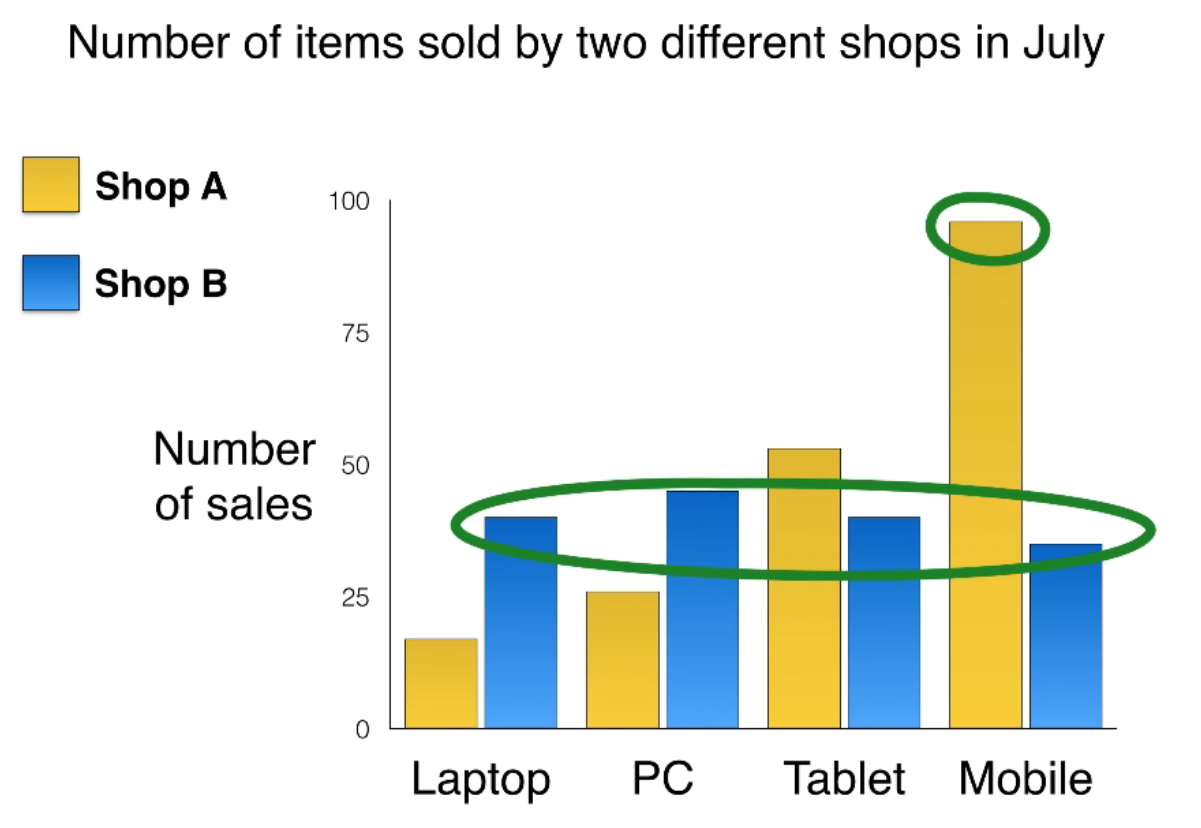 Number of items sold by two different shops in July
Shop A
Shop B
100
75
50
25
0
Number
of sales
Laptop PC Tablet Mobile